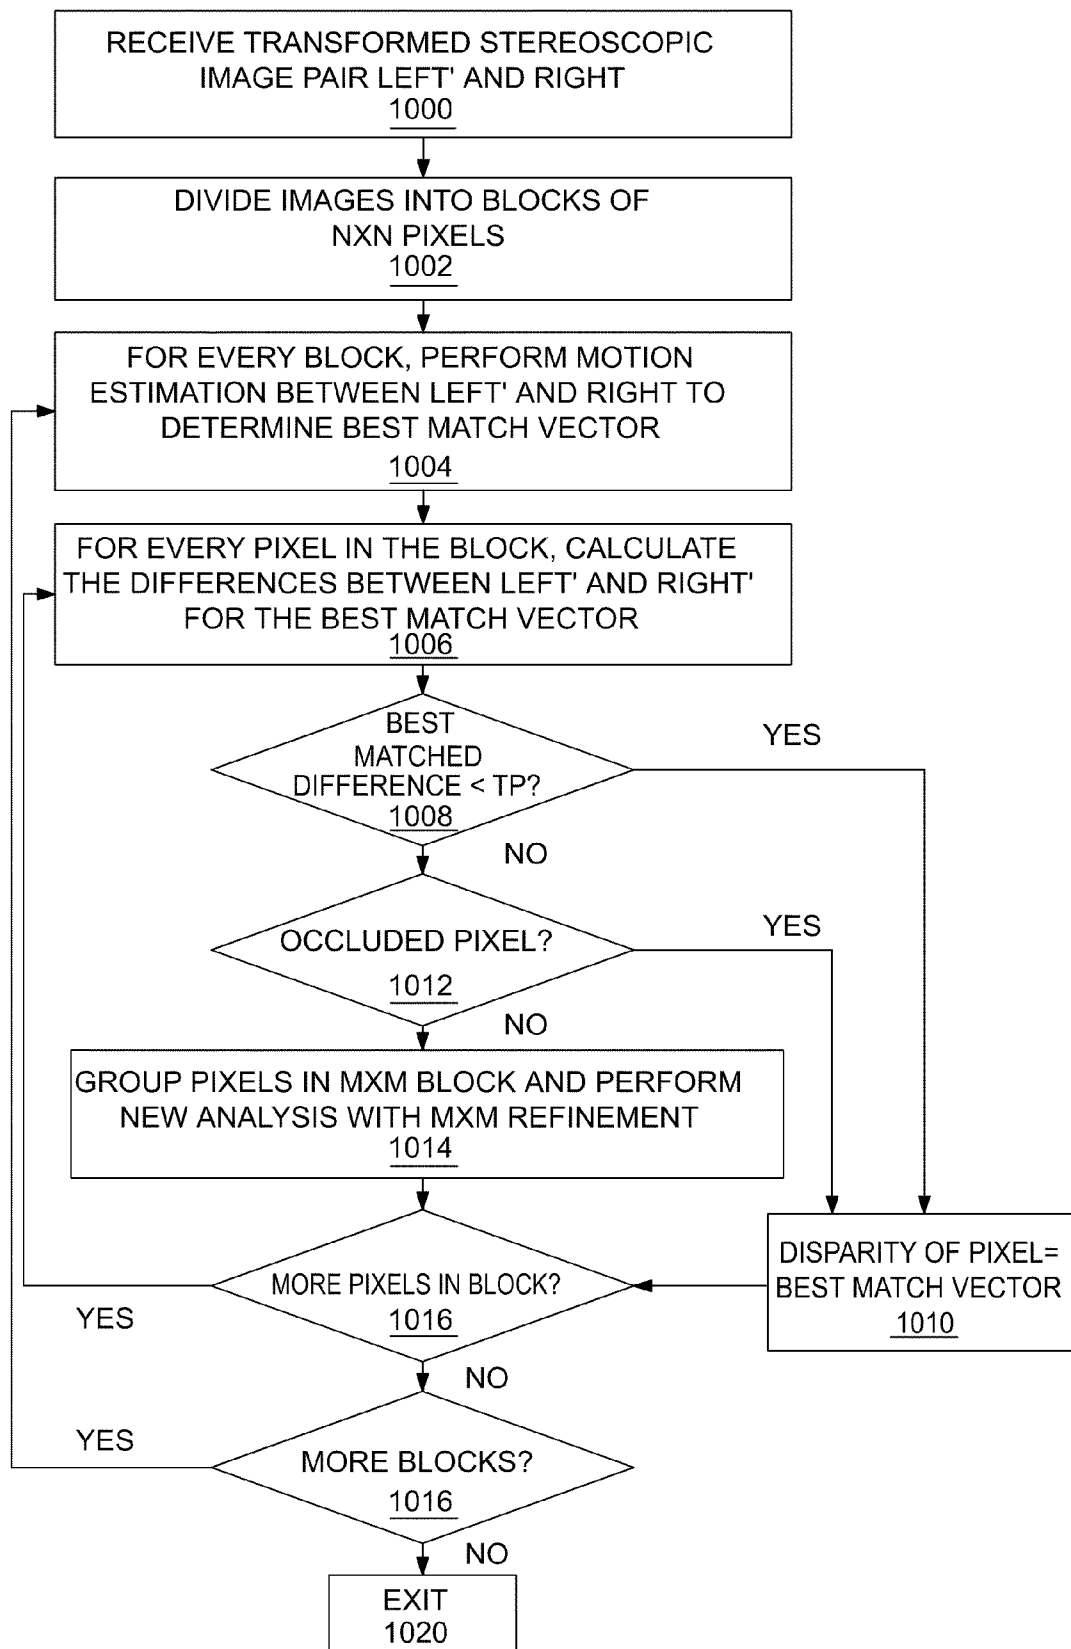 RECEIVE TRANSFORMED STEREOSCOPIC
IMAGE PAIR LEFT' AND RIGHT
1000
DIVIDE IMAGES INTO BLOCKS OF
NXN PIXELS
1002
FOR EVERY BLOCK, PERFORM MOTION
ESTIMATION BETWEEN LEFT' AND RIGHT TO
DETERMINE BEST MATCH VECTOR
1004
FOR EVERY PIXEL IN THE BLOCK, CALCULATE
THE DIFFERENCES BETWEEN LEFT' AND RIGHT'
FOR THE BEST MATCH VECTOR
1006
BEST
MATCHED
DIFFERENCE < TP?
1008
YES
NO
OCCLUDED PIXEL?
1012
YES
NO
GROUP PIXELS IN MXM BLOCK AND PERFORM
NEW ANALYSIS WITH MXM REFINEMENT
1014
DISPARITY OF PIXEL=
BEST MATCH VECTOR
1010
MORE PIXELS IN BLOCK?
1016
YES
NO
MORE BLOCKS?
1016
YES
NO
EXIT
1020